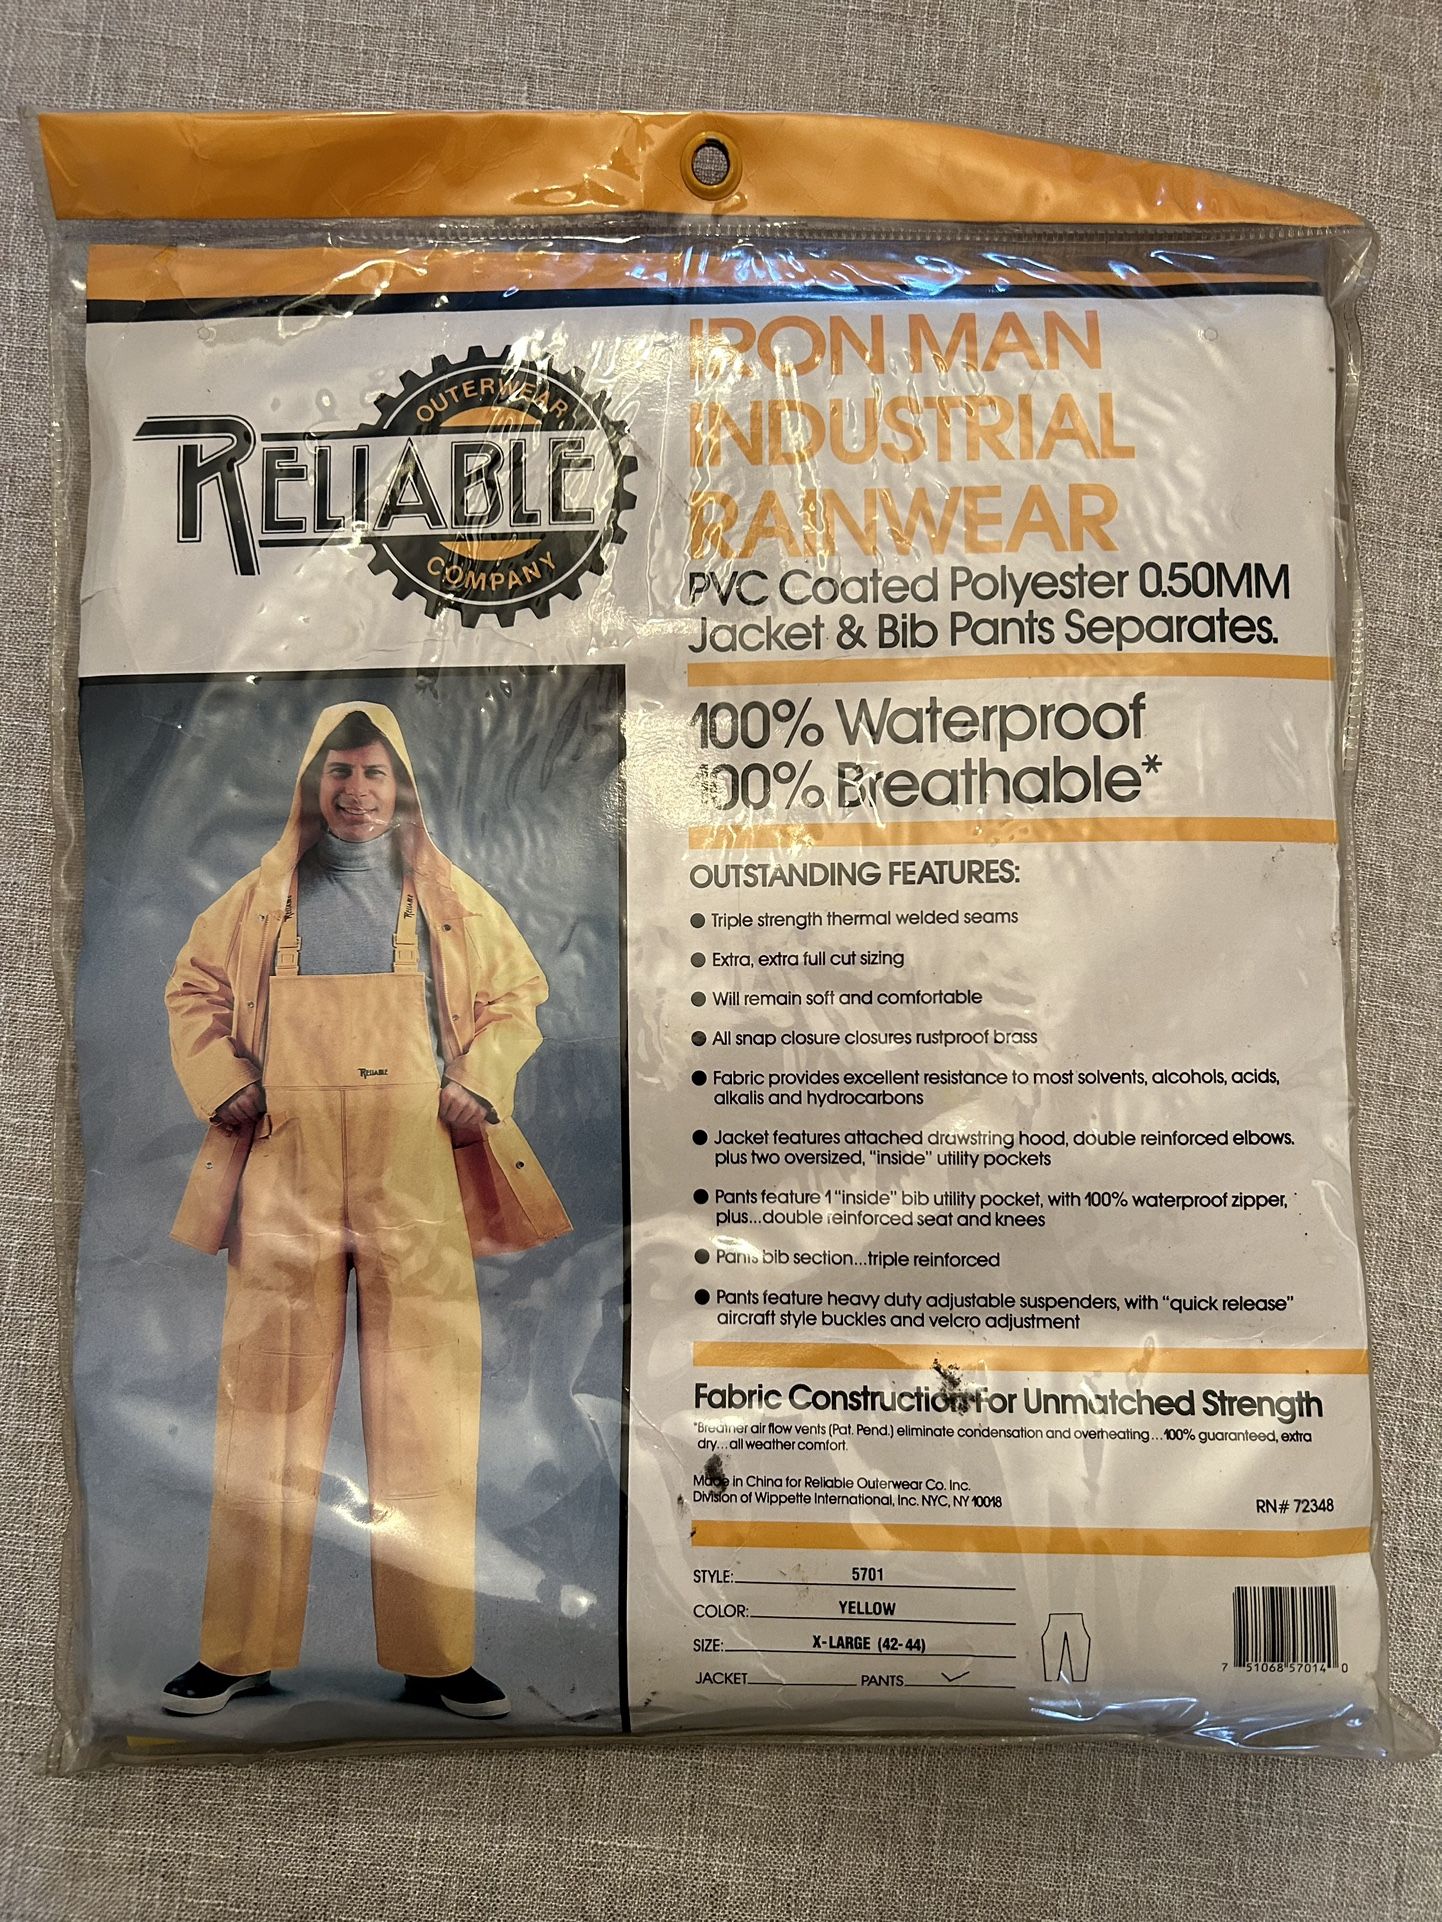 OUTERWEAR
RELIABLE
COMPANY
IRON MAN
INDUSTRIAL
RAINWEAR
PVC Coated Polyester 0.50MM
Jacket & Bib Pants Separates.
100% Waterproof
100% Breathable*
OUTSTANDING FEATURES:
● Triple strength thermal welded seams
● Extra, extra full cut sizing
● Will remain soft and comfortable
● All snap closure closures rustproof brass
● Fabric provides excellent resistance to most solvents, alcohols, acids,
alkalis and hydrocarbons
● Jacket features attached drawstring hood, double reinforced elbows.
plus two oversized, "inside" utility pockets
● Pants feature 1 "inside" bib utility pocket, with 100% waterproof zipper,
plus...double reinforced seat and knees
● Pants bib section...triple reinforced
● Pants feature heavy duty adjustable suspenders, with "quick release"
aircraft style buckles and velcro adjustment
Fabric Construction For Unmatched Strength
*Breather air flow vents (Pat. Pend.) eliminate condensation and overheating...100% guaranteed, extra
dry...all weather comfort.
Made in China for Reliable Outerwear Co. Inc.
Division of Wippette International, Inc. NYC, NY 10018
RN# 72348
STYLE: 5701
COLOR: YELLOW
SIZE: X-LARGE (42-44)
JACKET PANTS ✓
7 51068 57014 0
RELIABLE
RELIABLE
RELIABLE